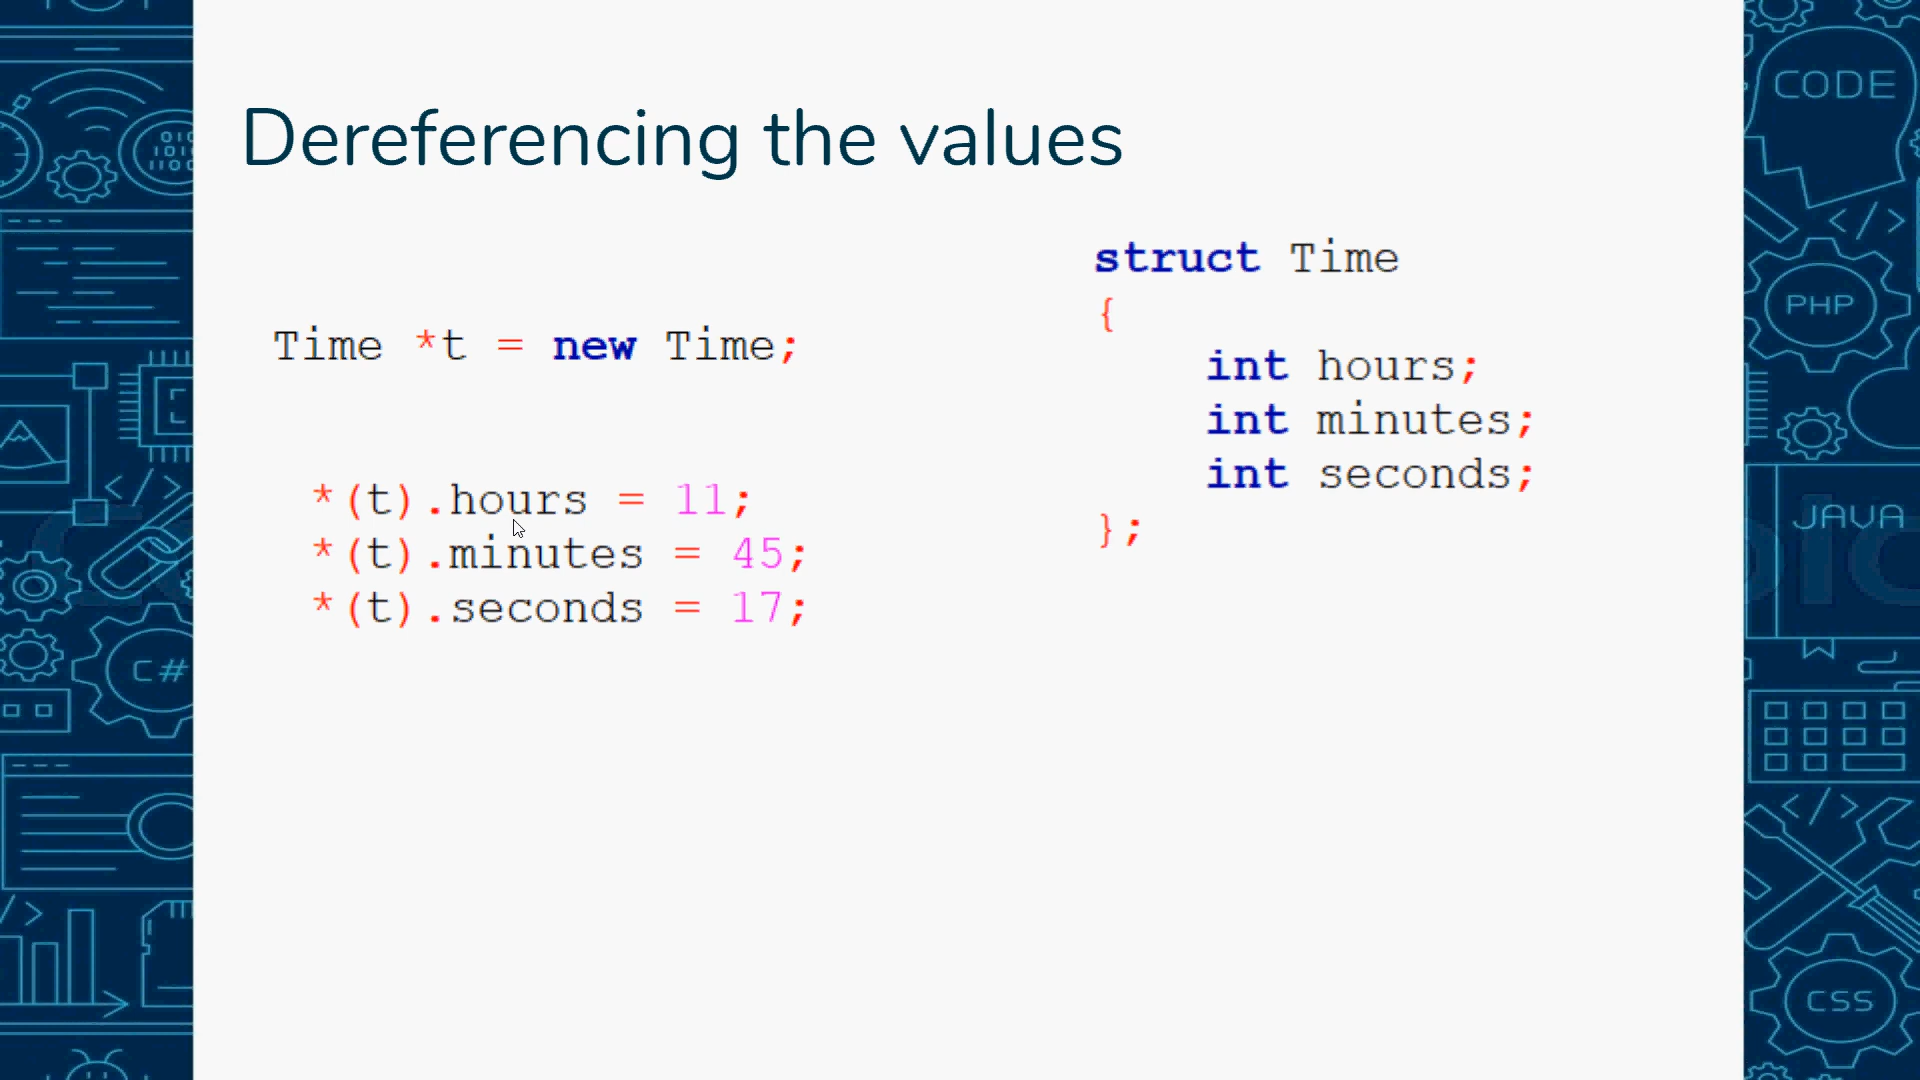 Dereferencing the values
Time *t = new Time;
*(t).hours = 11;
*(t).minutes = 45;
*(t).seconds = 17;
struct Time
{
int hours;
int minutes;
int seconds;
};
CODE
PHP
JAVA
CSS
C#